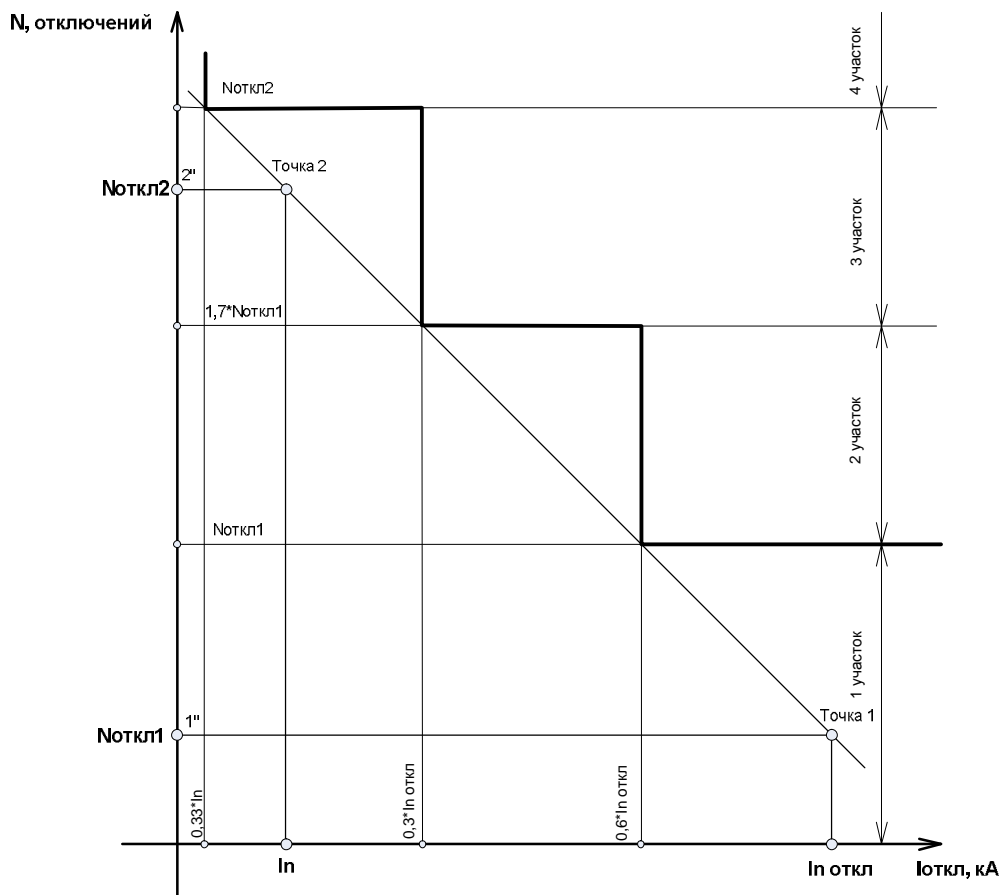 N, отключений
4 участок
Nоткл2
Точка 2
2"
Nоткл2
3 участок
1,7*Nоткл1
2 участок
Nоткл1
1 участок
Точка 1
1"
Nоткл1
0,33*In
0,3*In откл
0,6*In откл
In
In откл
Iоткл, кА